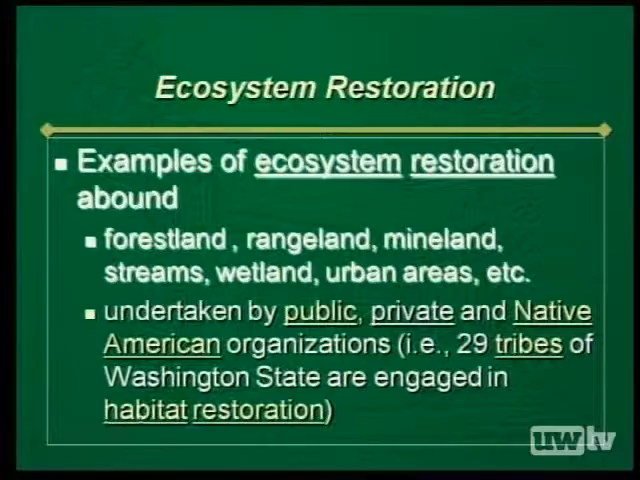 Ecosystem Restoration
Examples of ecosystem restoration
abound
forestland , rangeland, mineland,
streams, wetland, urban areas, etc.
undertaken by public, private and Native
American organizations (i.e., 29 tribes of
Washington State are engaged in
habitat restoration)
uwtv